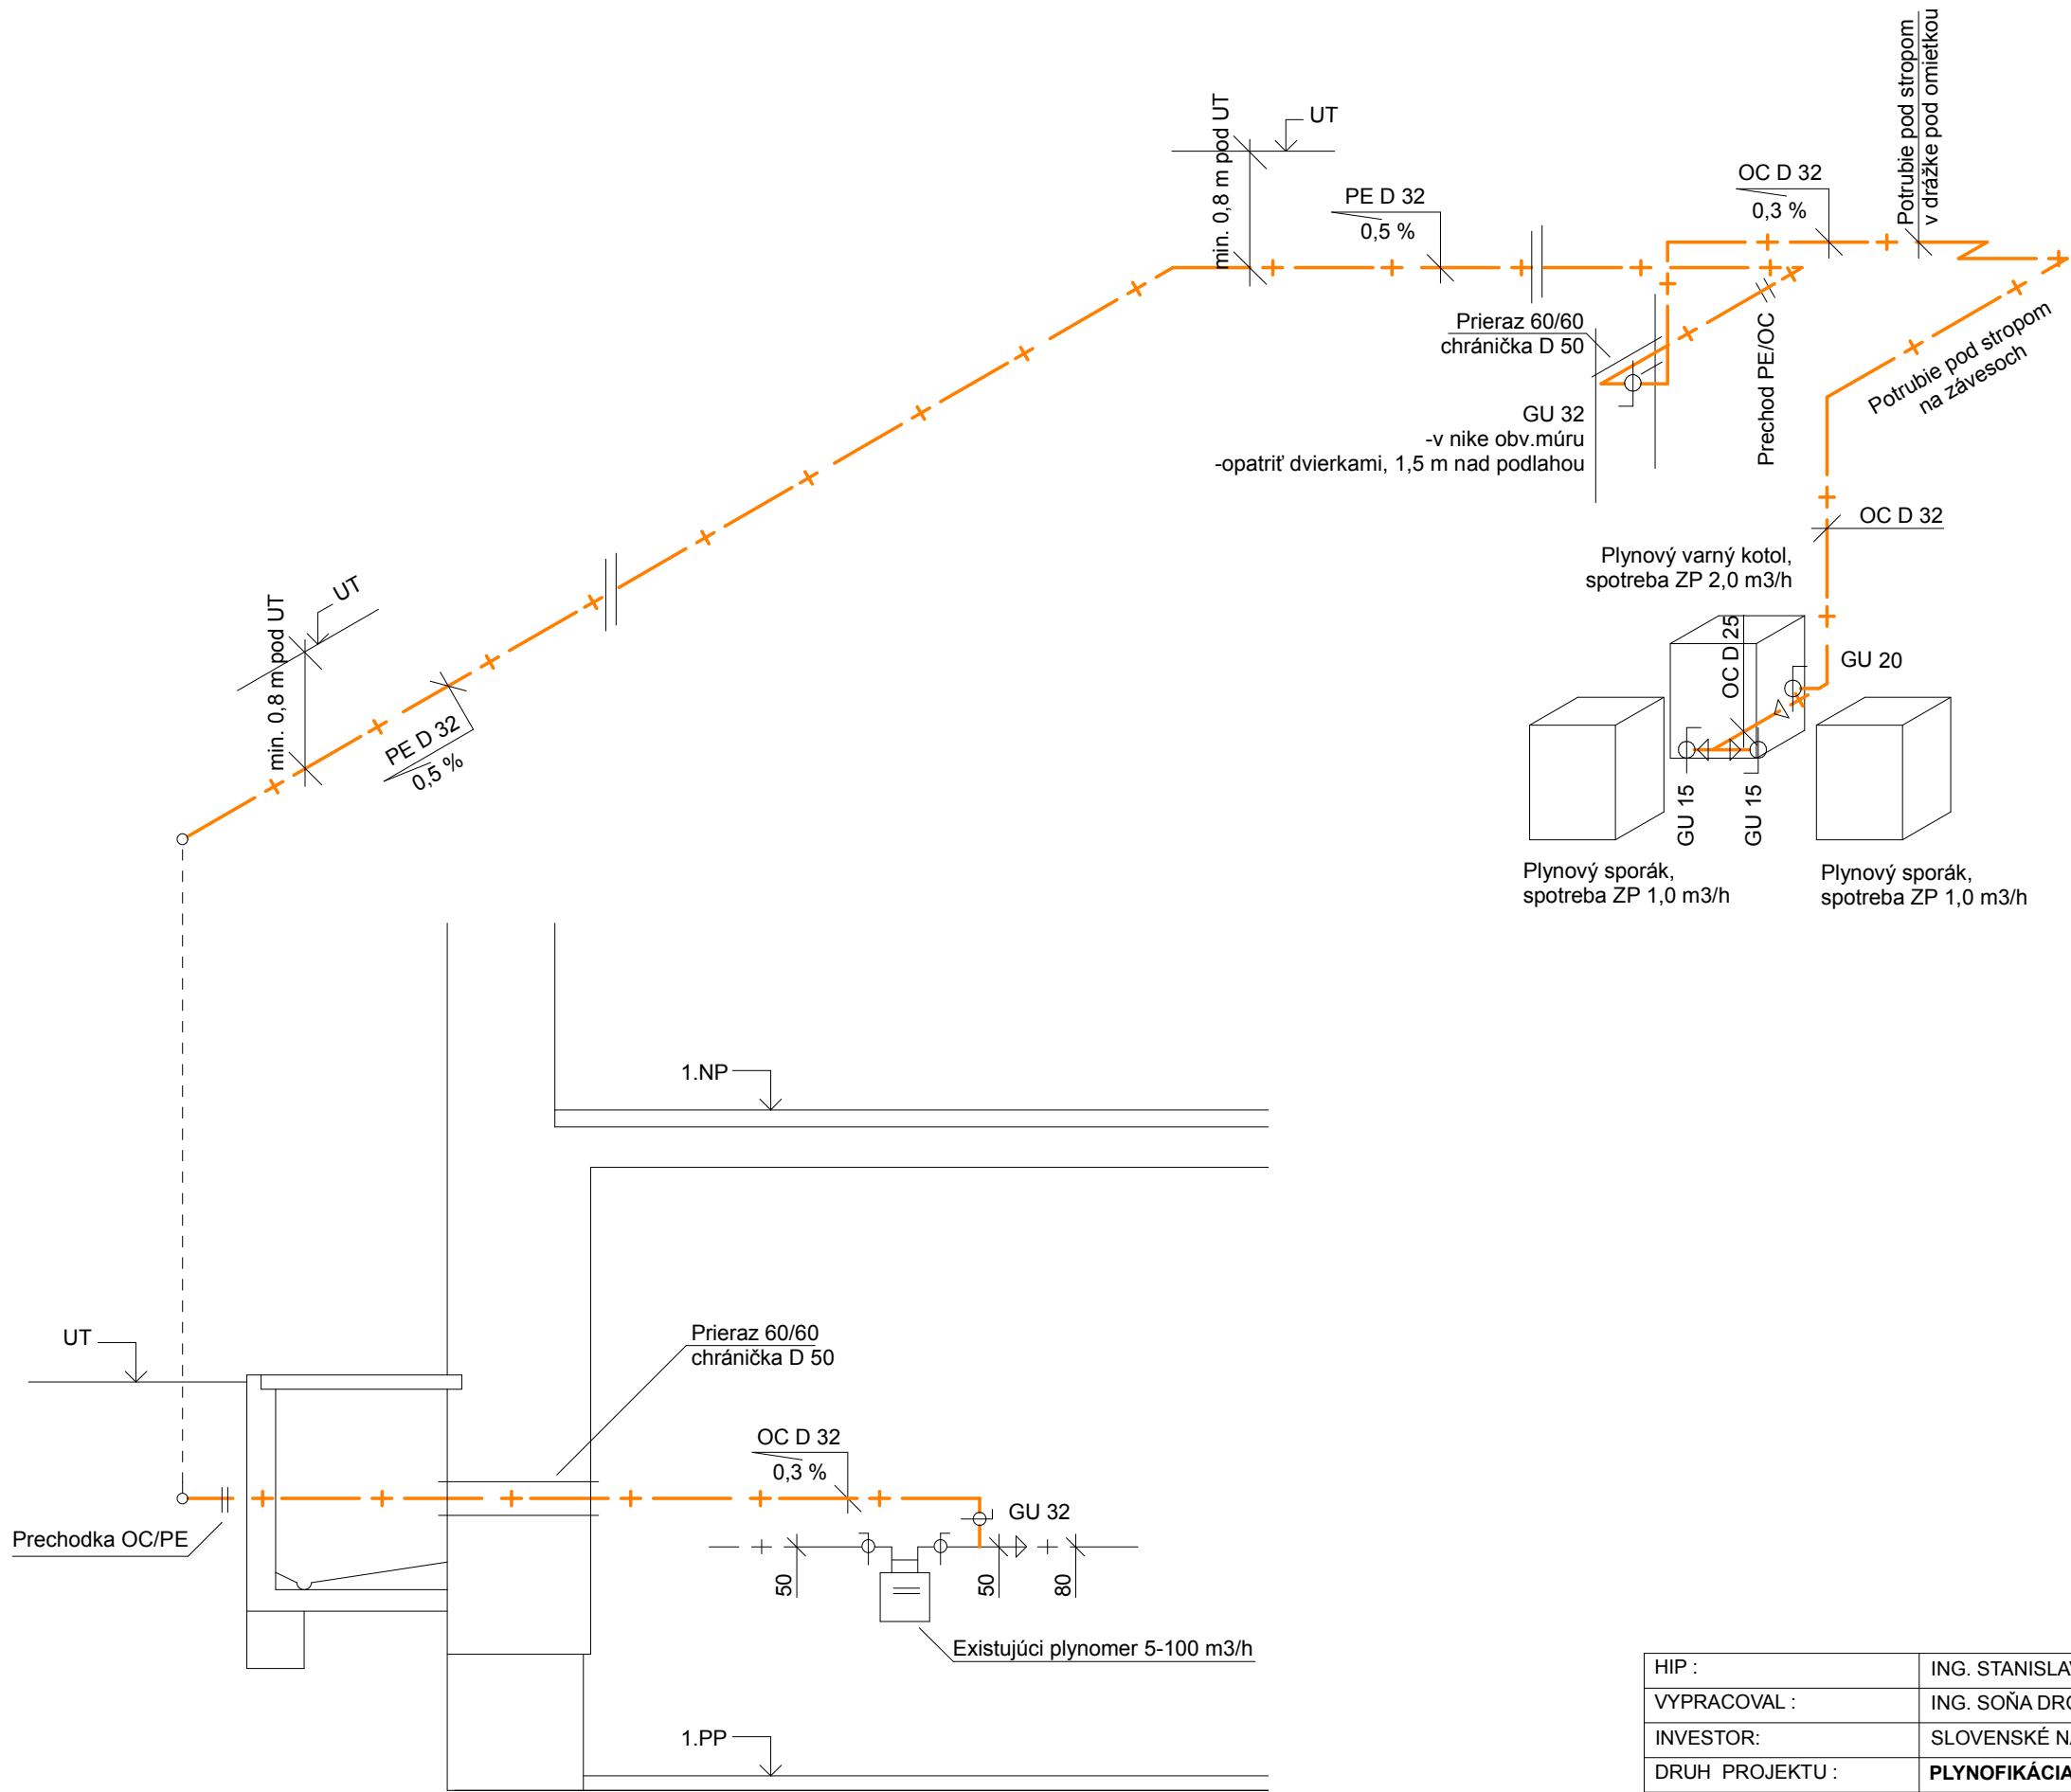 Potrubie pod stropom
v drážke pod omietkou
UT
min. 0,8 m pod UT
OC D 32
0,3 %
PE D 32
0,5 %
Prieraz 60/60
chránička D 50
Prechod PE/OC
Potrubie pod stropom
na závesoch
GU 32
-v nike obv.múru
-opatriť dvierkami, 1,5 m nad podlahou
OC D 32
Plynový varný kotol,
spotreba ZP 2,0 m3/h
UT
min. 0,8 m pod UT
OC D 25
GU 20
PE D 32
0,5 %
GU 15
GU 15
Plynový sporák,
spotreba ZP 1,0 m3/h
Plynový sporák,
spotreba ZP 1,0 m3/h
1.NP
UT
Prieraz 60/60
chránička D 50
OC D 32
0,3 %
GU 32
Prechodka OC/PE
50
50
80
Existujúci plynomer 5-100 m3/h
1.PP
HIP :
ING. STANISLAV
VYPRACOVAL :
ING. SOŇA
INVESTOR:
SLOVENSKÉ
DRUH PROJEKTU :
PLYNOFIKÁCIA